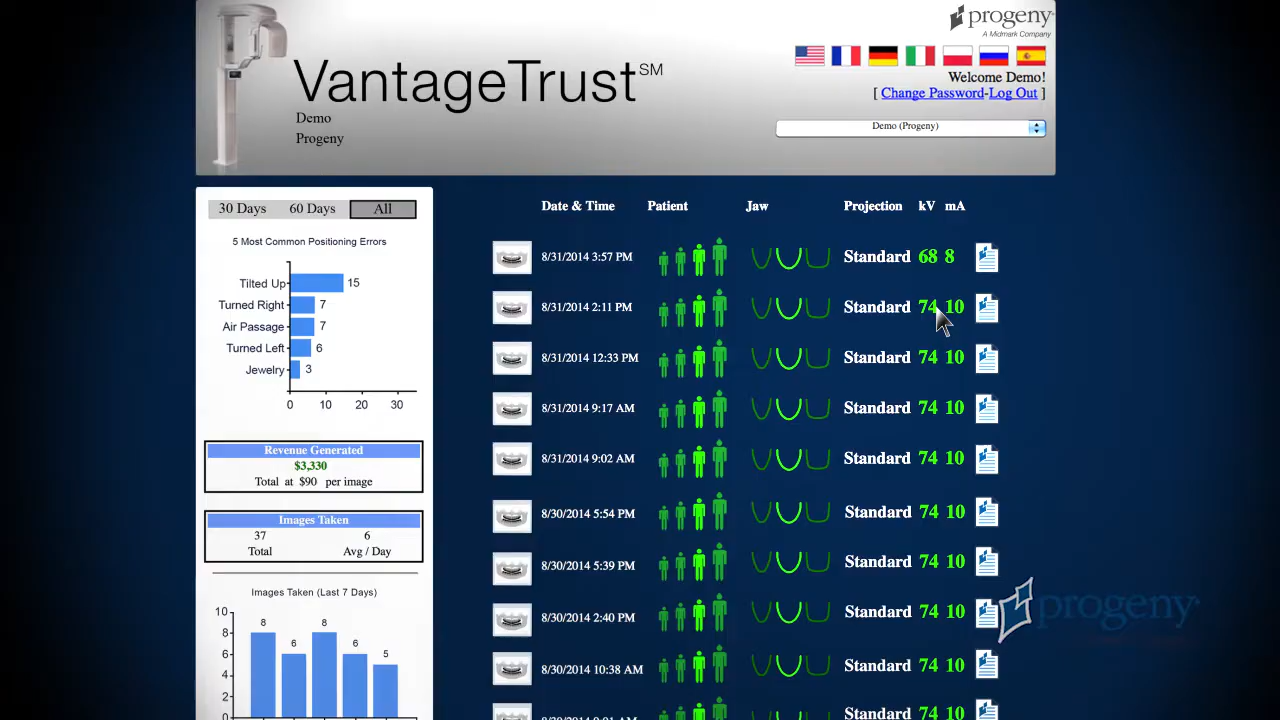 progeny
A Midmark Company
VantageTrust℠
Welcome Demo!
[ Change Password-Log Out ]
Demo
Progeny
Demo (Progeny)
30 Days 60 Days All
5 Most Common Positioning Errors
Tilted Up 15
Turned Right 7
Air Passage 7
Turned Left 6
Jewelry 3
0 10 20 30
Revenue Generated
$3,330
Total at $90 per image
Images Taken
37 6
Total Avg / Day
Images Taken (Last 7 Days)
10
8
6
4
2
0
8 6 8 6 5
Date & Time Patient Jaw Projection kV mA
8/31/2014 3:57 PM Standard 68 8
8/31/2014 2:11 PM Standard 74 10
8/31/2014 12:33 PM Standard 74 10
8/31/2014 9:17 AM Standard 74 10
8/31/2014 9:02 AM Standard 74 10
8/30/2014 5:54 PM Standard 74 10
8/30/2014 5:39 PM Standard 74 10
8/30/2014 2:40 PM Standard 74 10
8/30/2014 10:38 AM Standard 74 10
Standard 74 10
progeny